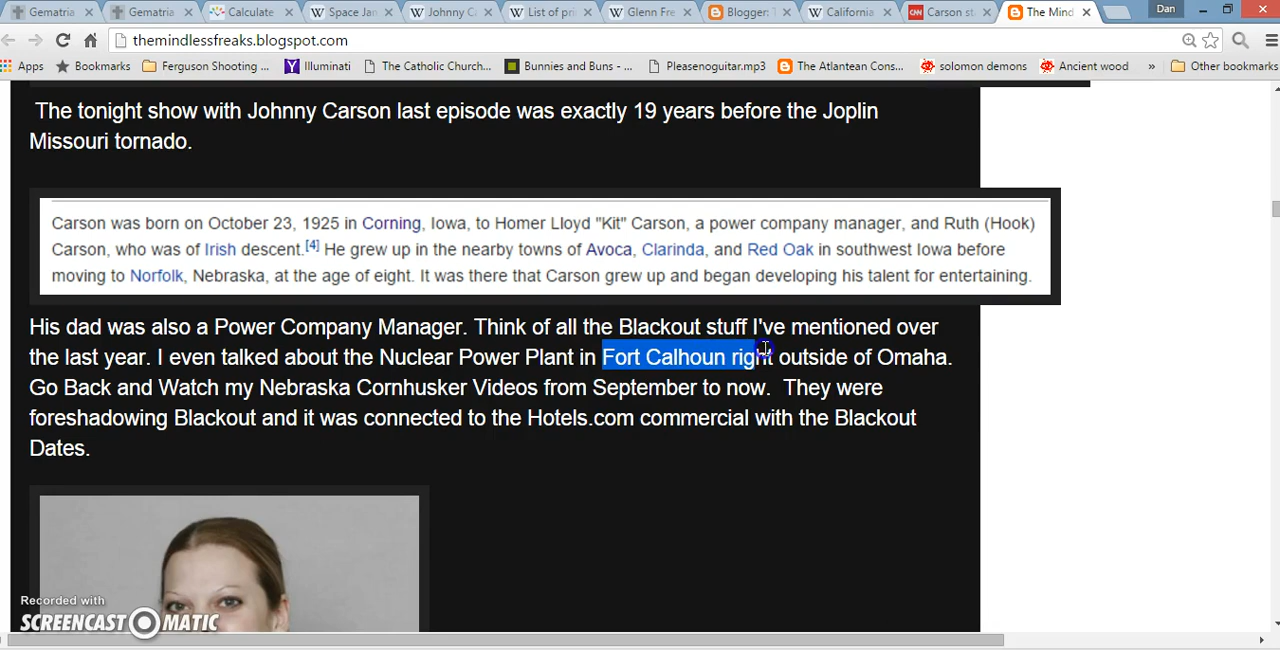 Gematria
Gematria
Calculate
Space Jan
Johnny C
List of pri
Glenn Fre
Blogger: T
California
Carson st
The Mind
Dan
themindlessfreaks.blogspot.com
Apps
Bookmarks
Ferguson Shooting ...
Illuminati
The Catholic Church...
Bunnies and Buns - ...
Pleasenoguitar.mp3
The Atlantean Cons...
solomon demons
Ancient wood
»
Other bookmarks
The tonight show with Johnny Carson last episode was exactly 19 years before the Joplin
Missouri tornado.
Carson was born on October 23, 1925 in Corning, Iowa, to Homer Lloyd "Kit" Carson, a power company manager, and Ruth (Hook)
Carson, who was of Irish descent.[4] He grew up in the nearby towns of Avoca, Clarinda, and Red Oak in southwest Iowa before
moving to Norfolk, Nebraska, at the age of eight. It was there that Carson grew up and began developing his talent for entertaining.
His dad was also a Power Company Manager. Think of all the Blackout stuff I've mentioned over
the last year. I even talked about the Nuclear Power Plant in Fort Calhoun right outside of Omaha.
Go Back and Watch my Nebraska Cornhusker Videos from September to now.  They were
foreshadowing Blackout and it was connected to the Hotels.com commercial with the Blackout
Dates.
Recorded with
SCREENCAST O MATIC